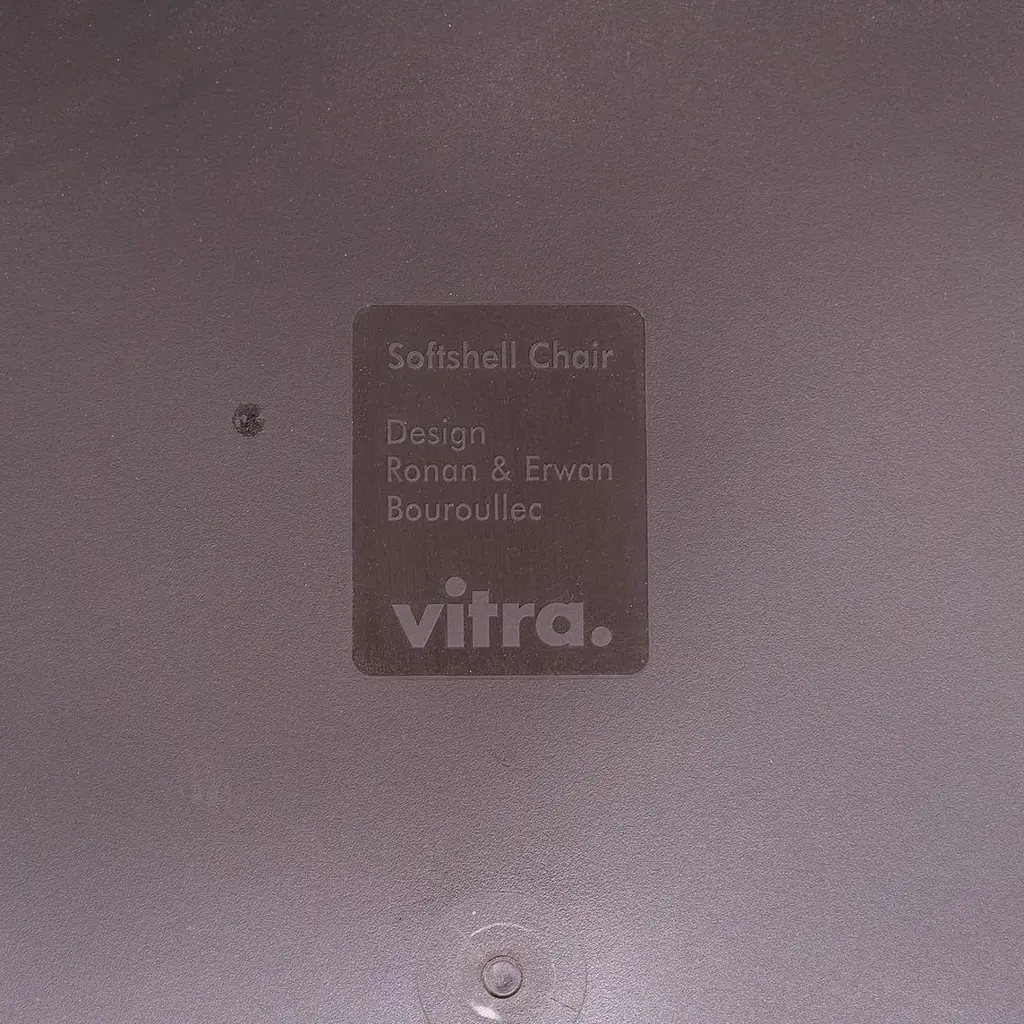 Softshell Chair
Design
Ronan & Erwan
Bouroullec
vitra.